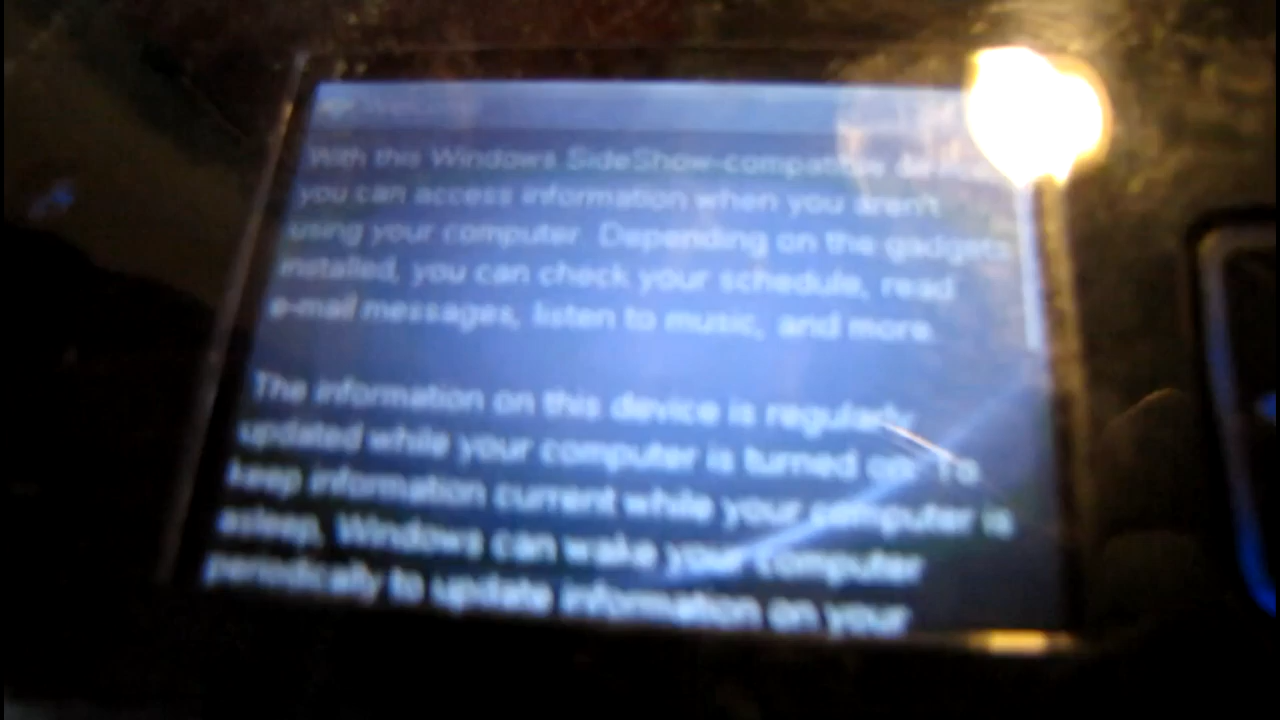 With this Windows SideShow-compatible device
you can access information when you aren't
using your computer. Depending on the gadgets
installed, you can check your schedule, read
e-mail messages, listen to music, and more.
The information on this device is regularly
updated while your computer is turned on. To
keep information current while your computer is
asleep, Windows can wake your computer
periodically to update information on your